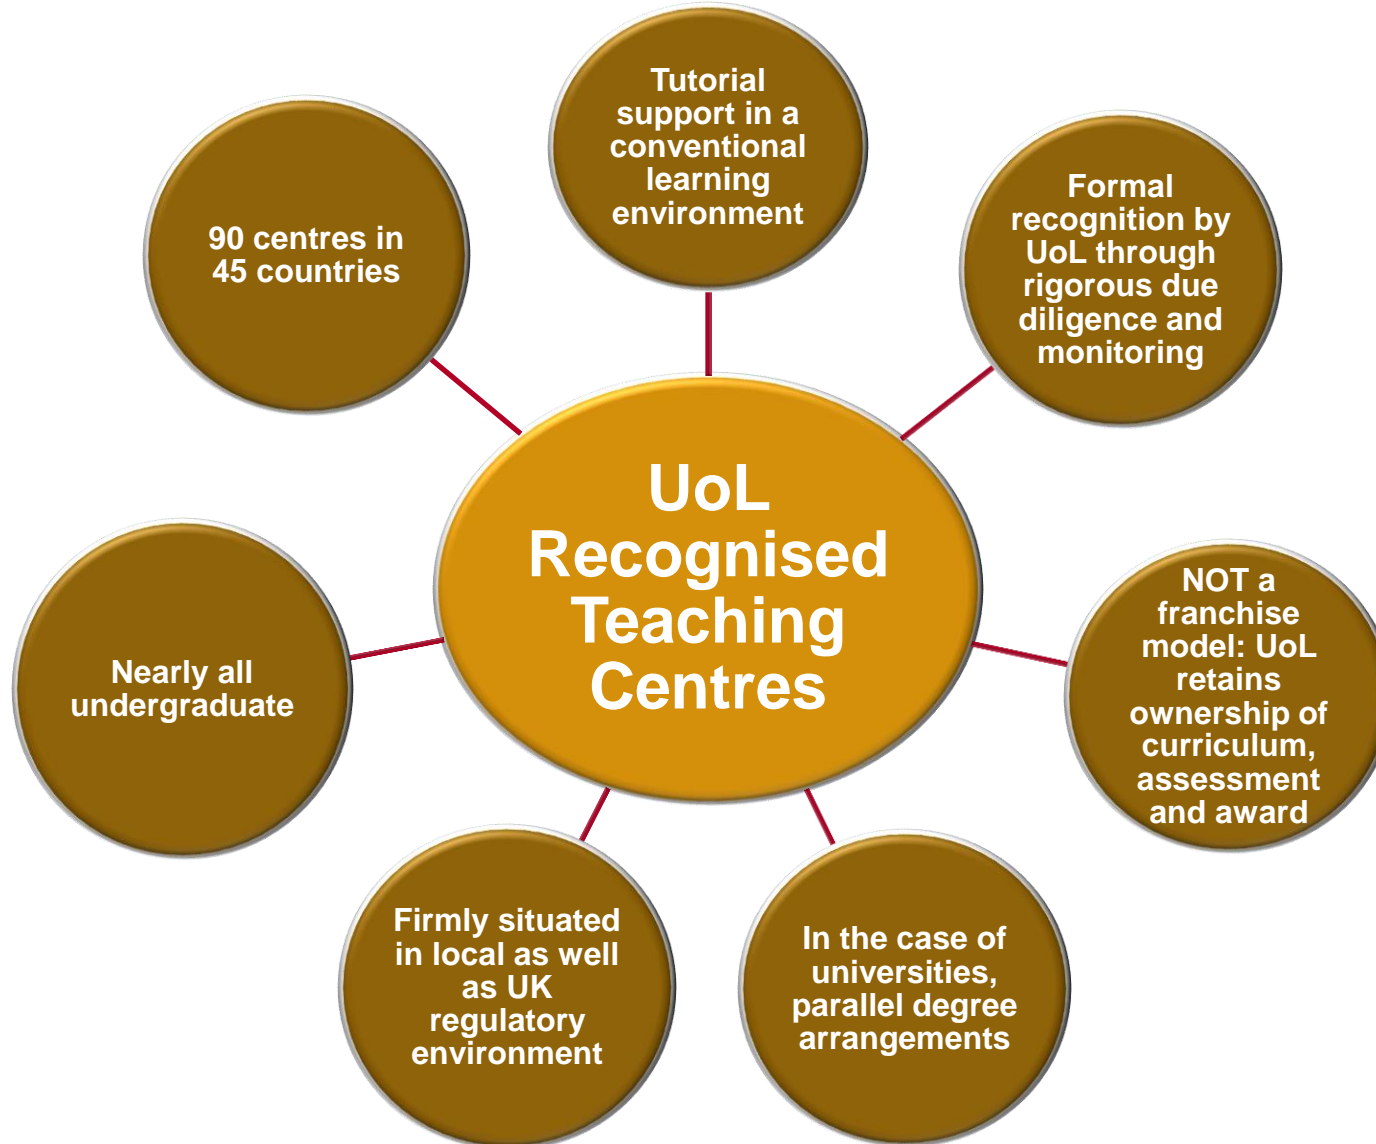 Tutorial
support in a
conventional
learning
environment
Formal
recognition by
UoL through
rigorous due
diligence and
monitoring
90 centres in
45 countries
UoL
Recognised
Teaching
Centres
NOT a
franchise
model: UoL
retains
ownership of
curriculum,
assessment
and award
Nearly all
undergraduate
Firmly situated
in local as well
as UK
regulatory
environment
In the case of
universities,
parallel degree
arrangements